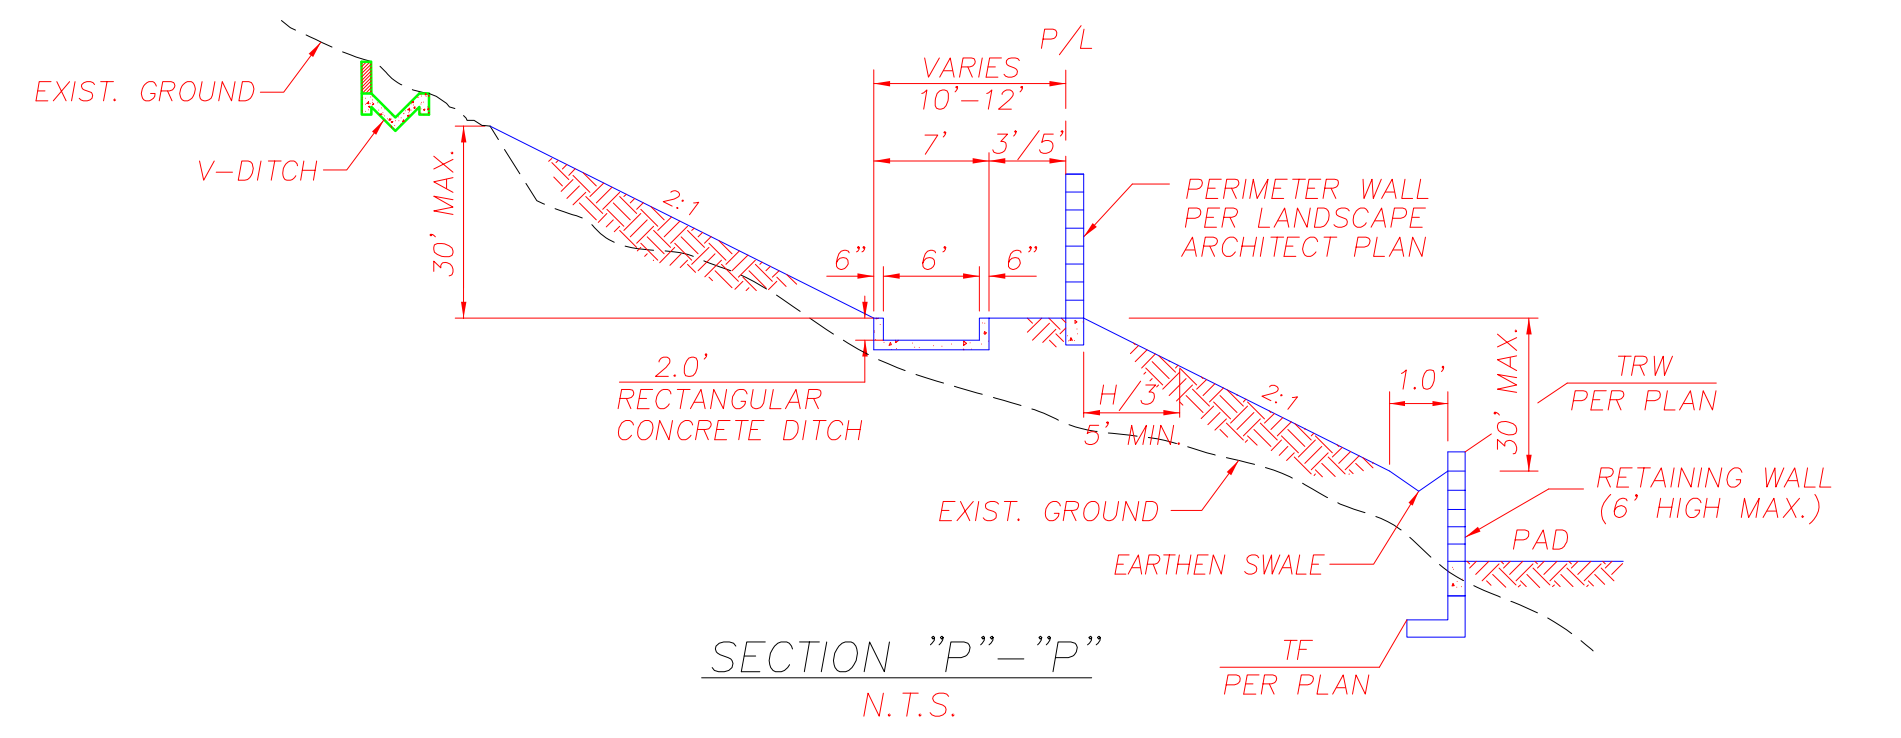 P/L
EXIST. GROUND
VARIES
10'-12'
V-DITCH
7'
3'/5'
30' MAX.
2:1
PERIMETER WALL
PER LANDSCAPE
ARCHITECT PLAN
6"
6'
6"
2.0'
RECTANGULAR
CONCRETE DITCH
H/3
5' MIN.
2:1
1.0'
30' MAX.
TRW
PER PLAN
EXIST. GROUND
RETAINING WALL
(6' HIGH MAX.)
PAD
EARTHEN SWALE
SECTION "P"-"P"
N.T.S.
TF
PER PLAN